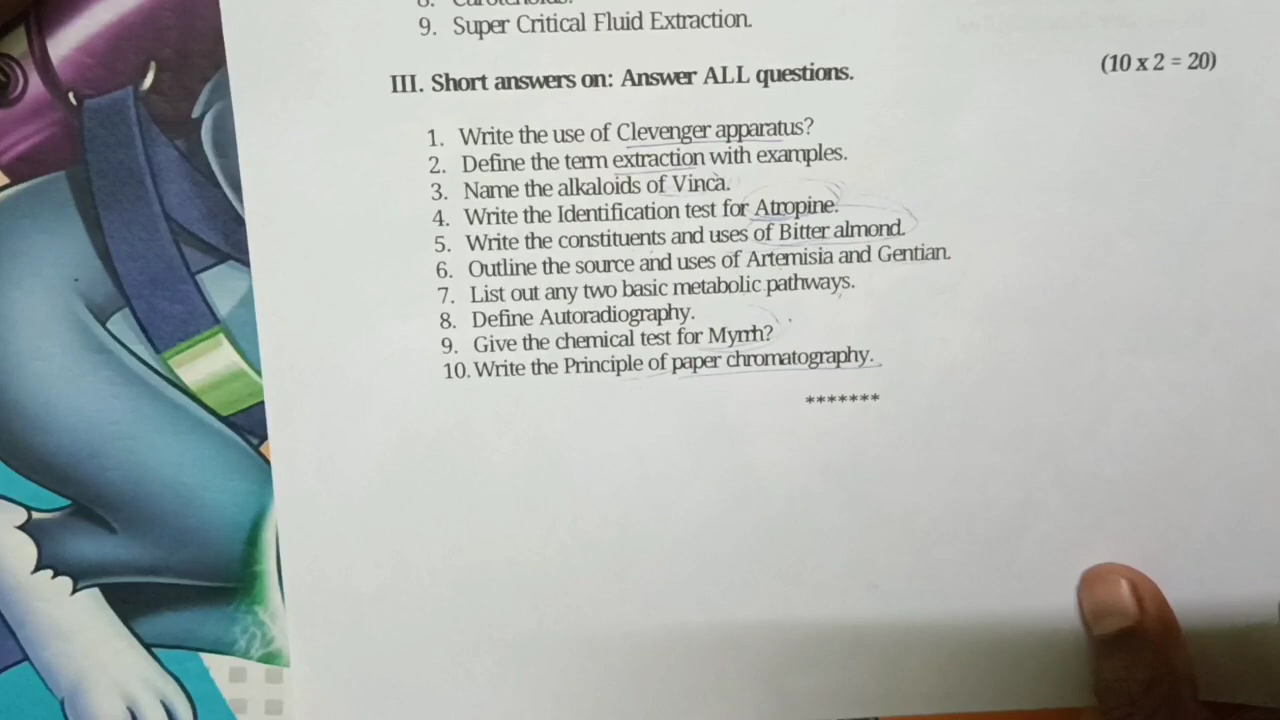 8. Carotenoids.
9. Super Critical Fluid Extraction.
III. Short answers on: Answer ALL questions. (10 x 2 = 20)
1. Write the use of Clevenger apparatus?
2. Define the term extraction with examples.
3. Name the alkaloids of Vinca.
4. Write the Identification test for Atropine.
5. Write the constituents and uses of Bitter almond.
6. Outline the source and uses of Artemisia and Gentian.
7. List out any two basic metabolic pathways.
8. Define Autoradiography.
9. Give the chemical test for Myrrh?
10. Write the Principle of paper chromatography.
*******